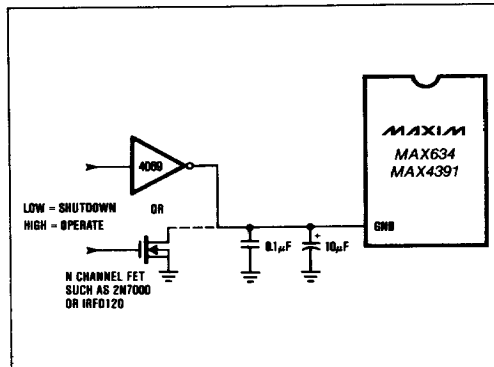 MAXIM
MAX634
MAX4391
4069
LOW = SHUTDOWN
HIGH = OPERATE
OR
GND
0.1μF
+
10μF
N CHANNEL FET
SUCH AS 2N7000
OR IRFD120